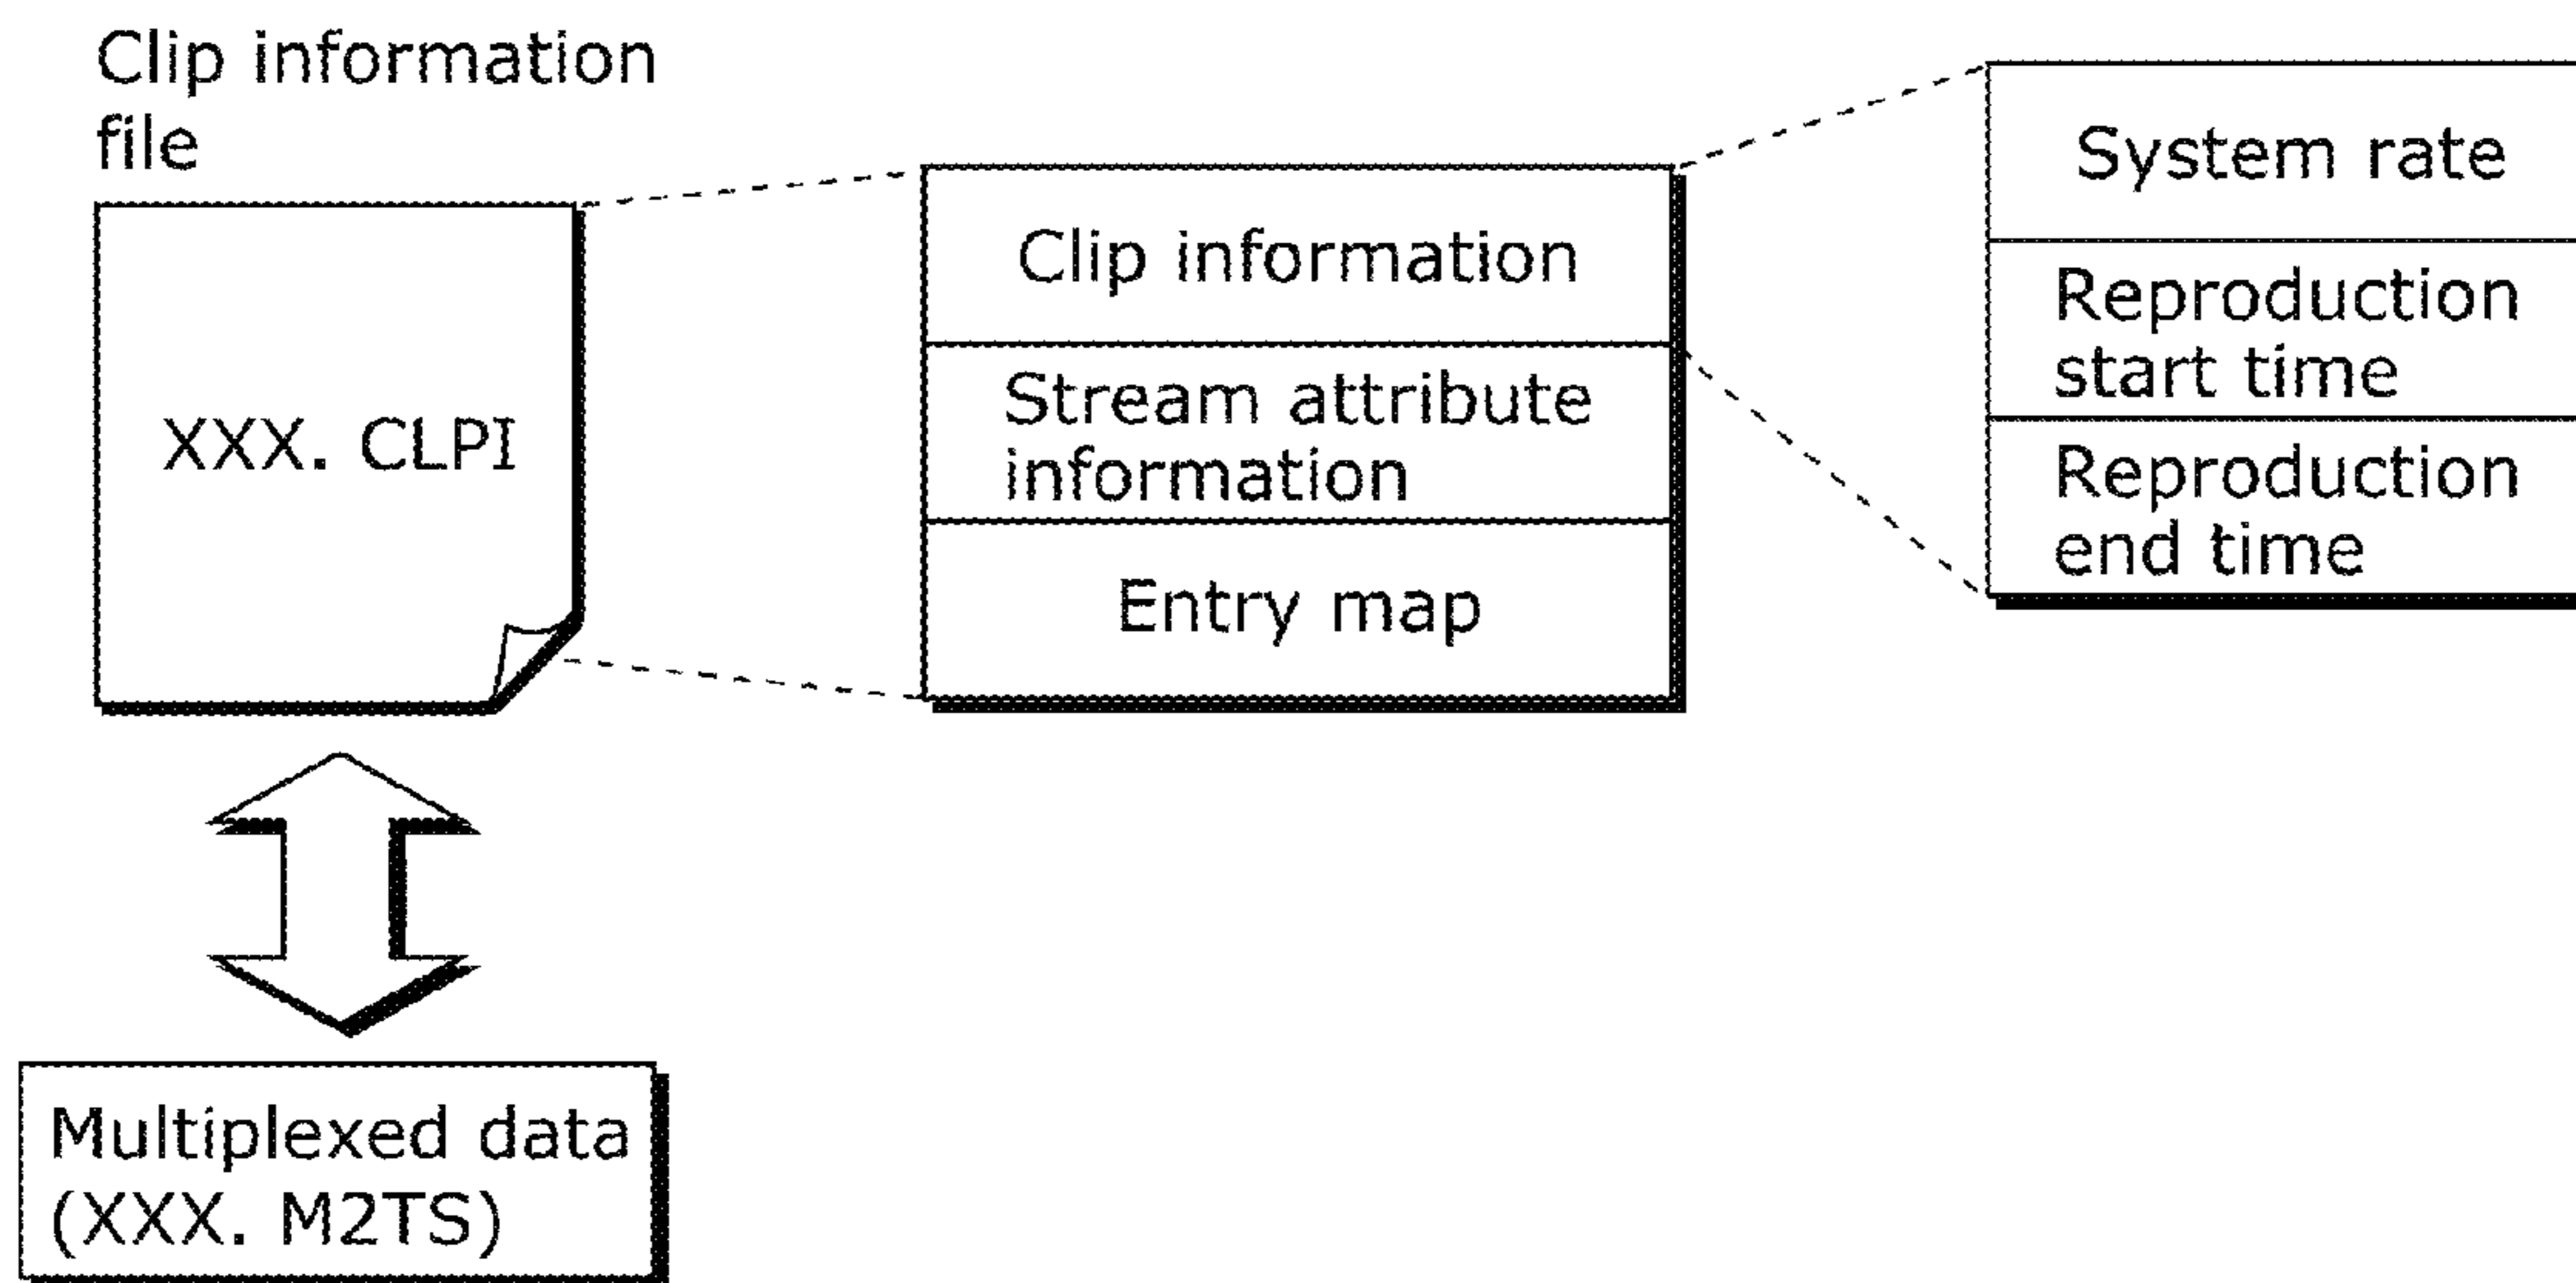 Clip information
file
XXX. CLPI
Clip information
Stream attribute
information
Entry map
System rate
Reproduction
start time
Reproduction
end time
Multiplexed data
(XXX. M2TS)